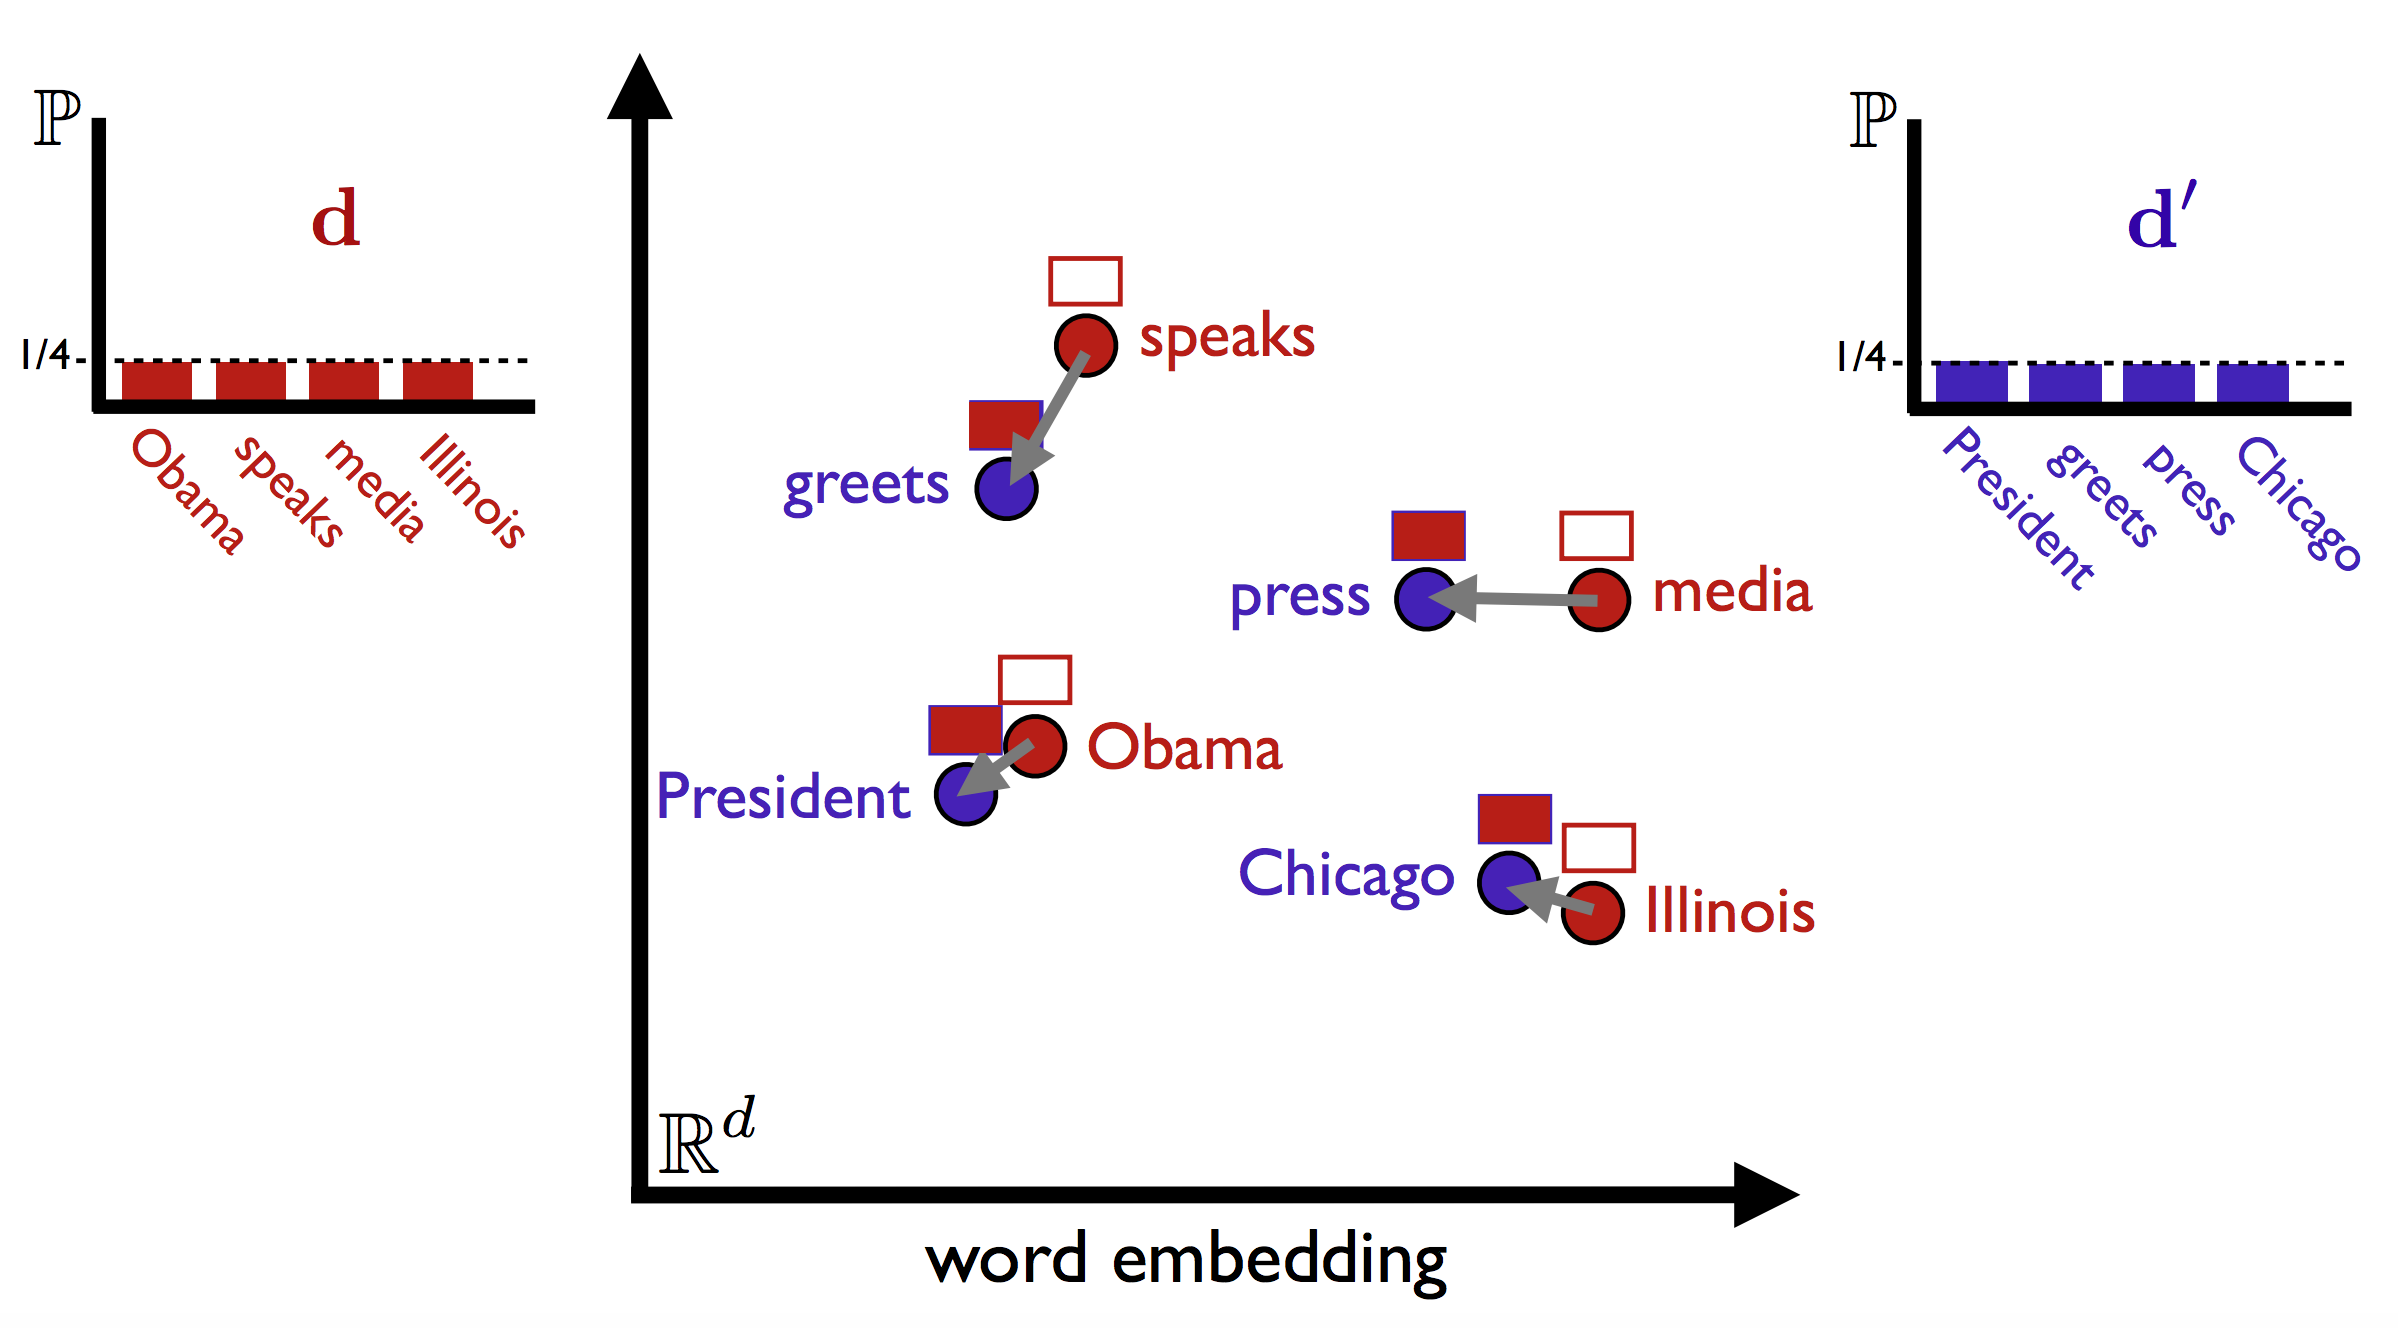 ℙ
d
1/4
Obama
speaks
media
Illinois
speaks
greets
press
media
Obama
President
Chicago
Illinois
ℝᵈ
word embedding
ℙ
d′
1/4
President
greets
press
Chicago